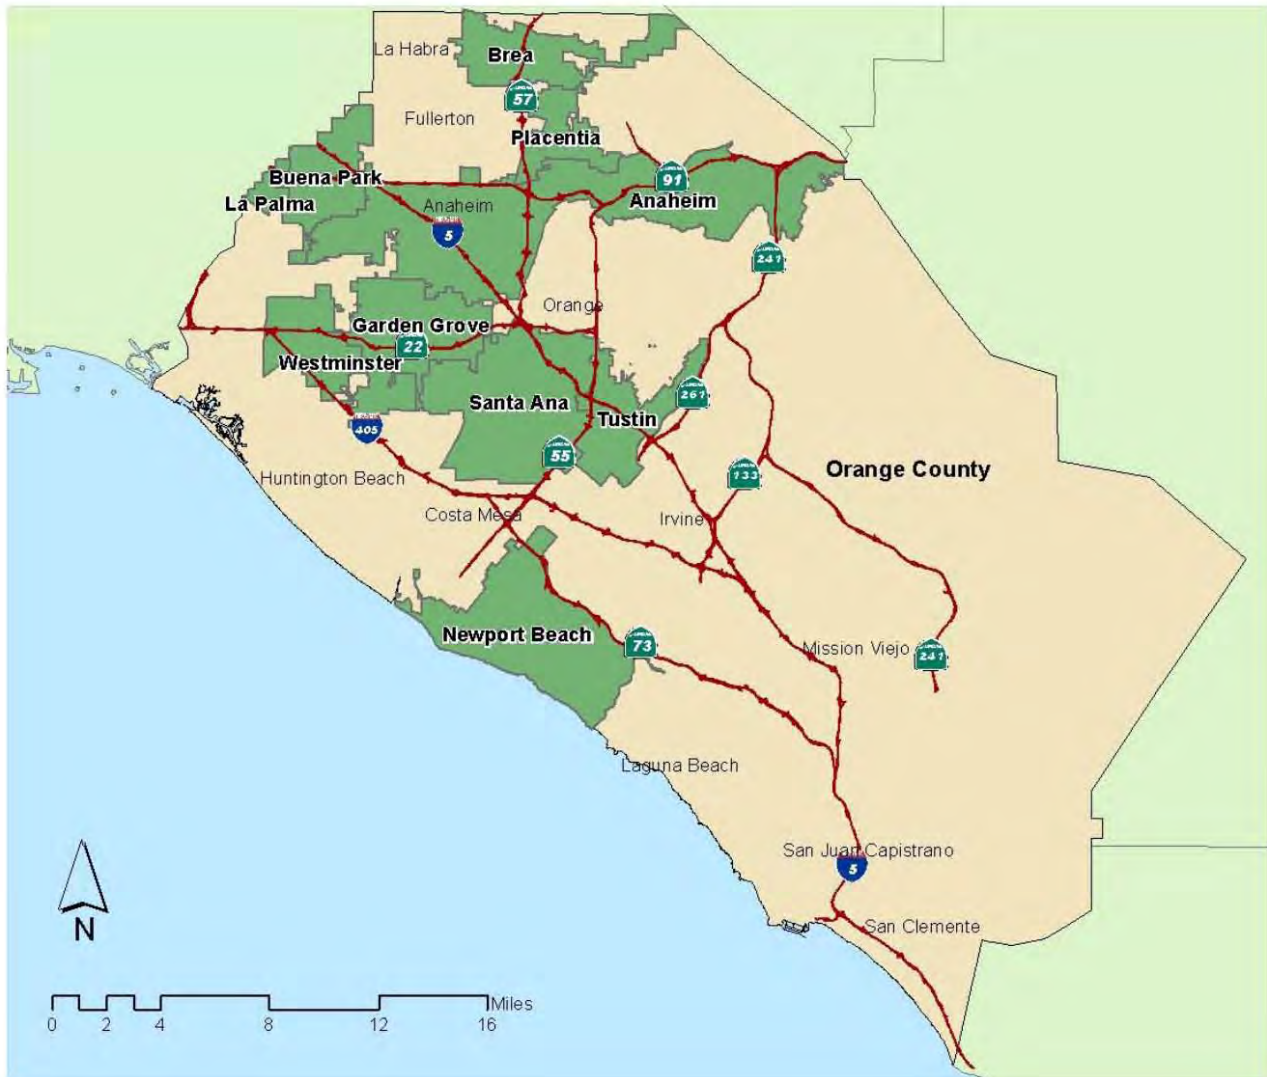 La Habra
Brea
57
Fullerton
Placentia
91
Buena Park
La Palma
Anaheim
Anaheim
5
241
Orange
Garden Grove
22
Westminster
261
Santa Ana
Tustin
405
55
Orange County
133
Huntington Beach
Costa Mesa
Irvine
Newport Beach
73
Mission Viejo
241
Laguna Beach
San Juan Capistrano
5
San Clemente
N
Miles
0 2 4 8 12 16